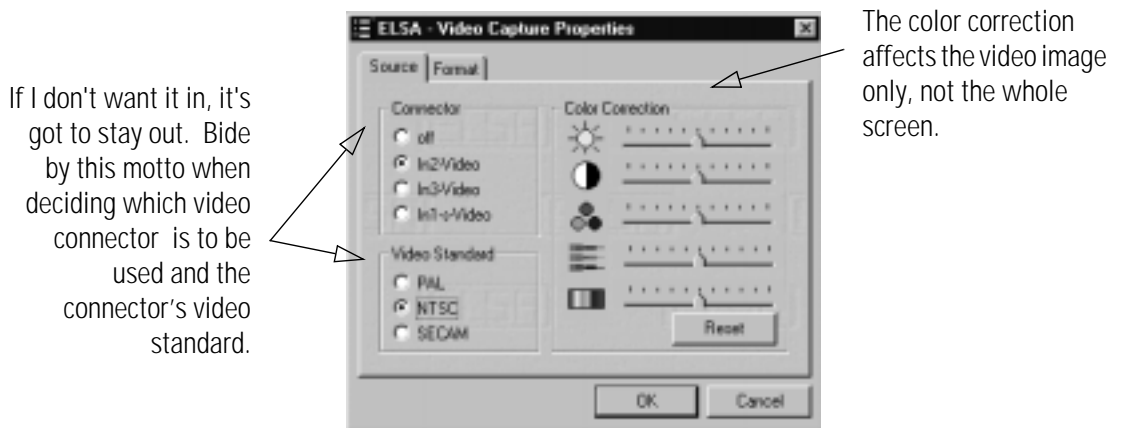 If I don't want it in, it's
got to stay out. Bide
by this motto when
deciding which video
connector is to be
used and the
connector's video
standard.
ELSA - Video Capture Properties
Source
Format
Connector
off
In2-Video
In3-Video
In1-s-Video
Video Standard
PAL
NTSC
SECAM
Color Correction
Reset
OK
Cancel
The color correction
affects the video image
only, not the whole
screen.